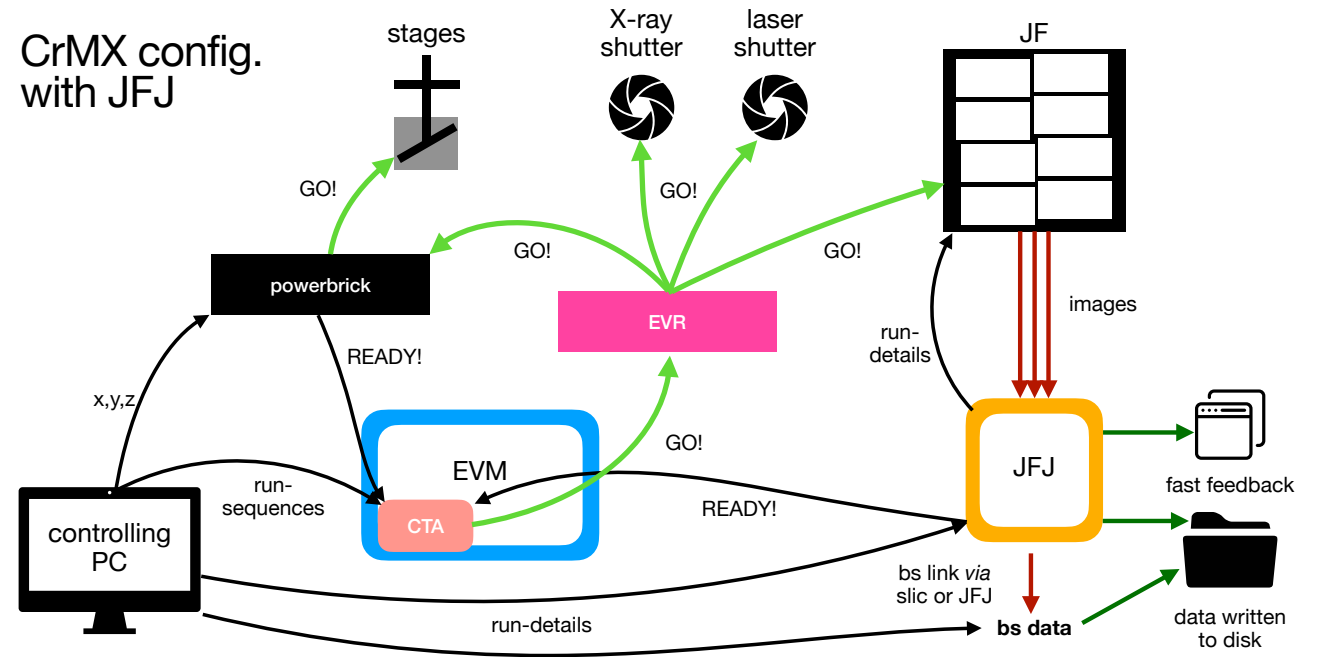 CrMX config.
with JFJ
stages
X-ray
shutter
laser
shutter
JF
GO!
GO!
GO!
GO!
powerbrick
EVR
images
READY!
run-
details
x,y,z
GO!
EVM
JFJ
run-
sequences
CTA
READY!
fast feedback
controlling
PC
bs link via
slic or JFJ
run-details
bs data
data written
to disk